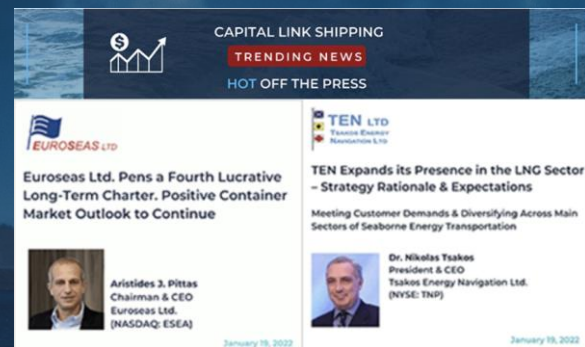 CAPITAL LINK SHIPPING
TRENDING NEWS
HOT OFF THE PRESS
EUROSEAS LTD
Euroseas Ltd. Pens a Fourth Lucrative
Long-Term Charter. Positive Container
Market Outlook to Continue
Aristides J. Pittas
Chairman & CEO
Euroseas Ltd.
(NASDAQ: ESEA)
January 19, 2022
TEN LTD
TSAKOS ENERGY
NAVIGATION LTD
TEN Expands its Presence in the LNG Sector
– Strategy Rationale & Expectations
Meeting Customer Demands & Diversifying Across Main
Sectors of Seaborne Energy Transportation
Dr. Nikolas Tsakos
President & CEO
Tsakos Energy Navigation Ltd.
(NYSE: TNP)
January 19, 2022